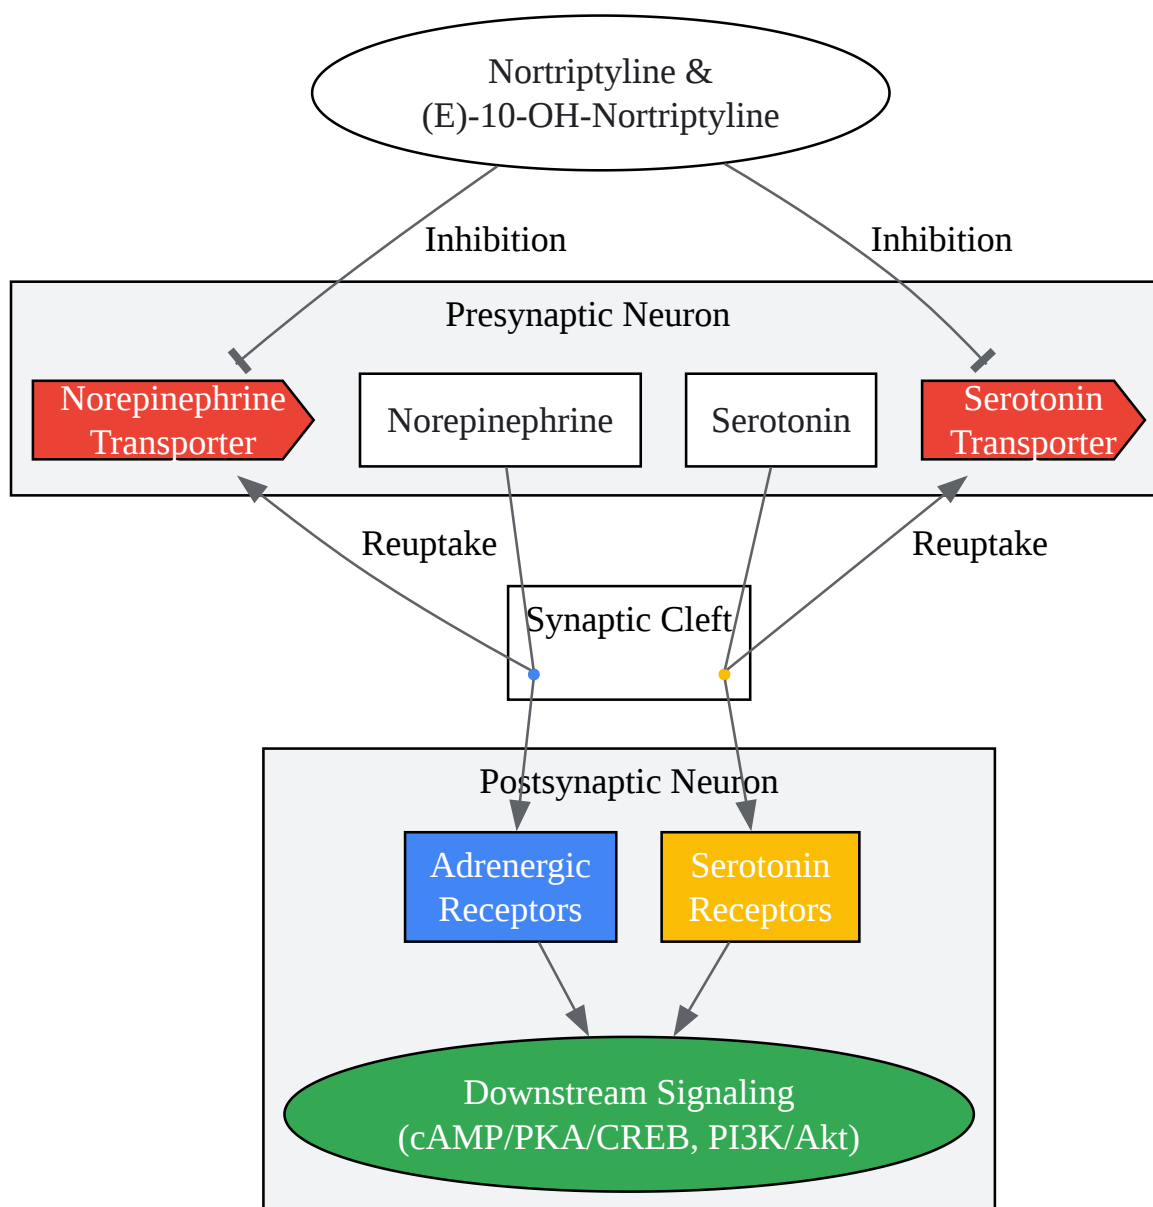 Nortriptyline &
(E)-10-OH-Nortriptyline
Inhibition
Inhibition
Presynaptic Neuron
Norepinephrine
Transporter
Norepinephrine
Serotonin
Serotonin
Transporter
Reuptake
Reuptake
Synaptic Cleft
Postsynaptic Neuron
Adrenergic
Receptors
Serotonin
Receptors
Downstream Signaling
(cAMP/PKA/CREB, PI3K/Akt)